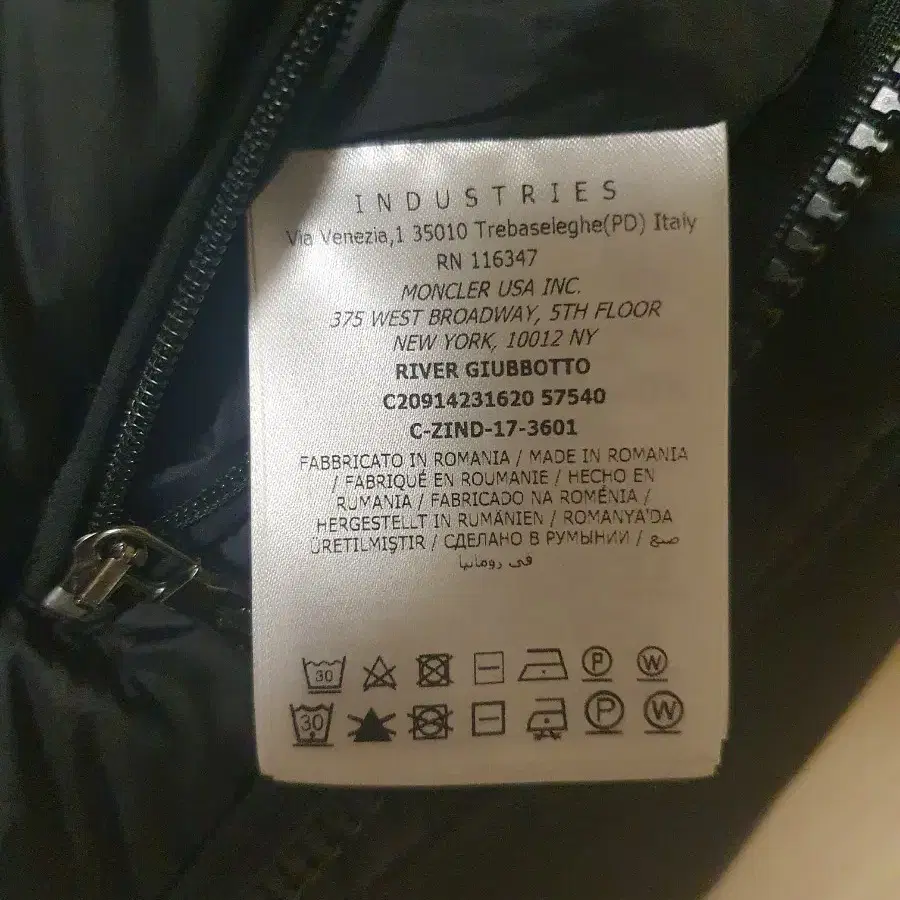 INDUSTRIES
Via Venezia,1 35010 Trebaseleghe(PD) Italy
RN 116347
MONCLER USA INC.
375 WEST BROADWAY, 5TH FLOOR
NEW YORK, 10012 NY
RIVER GIUBBOTTO
C20914231620 57540
C-ZIND-17-3601
FABBRICATO IN ROMANIA / MADE IN ROMANIA
/ FABRIQUÉ EN ROUMANIE / HECHO EN
RUMANIA / FABRICADO NA ROMÉNIA /
HERGESTELLT IN RUMÄNIEN / ROMANYA'DA
ÜRETILMIŞTIR / СДЕЛАНО В РУМЫНИИ / صنع
في رومانيا
30 P W
30 P W